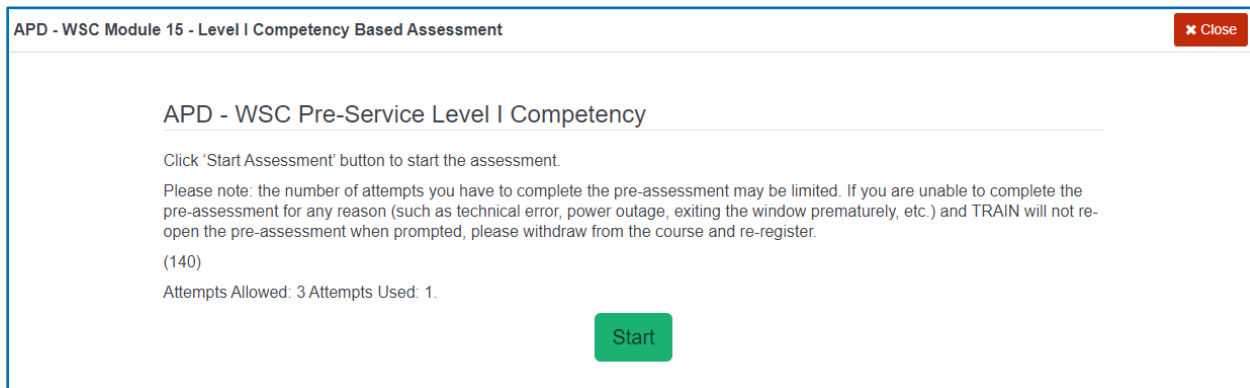 APD - WSC Module 15 - Level I Competency Based Assessment
✖ Close
APD - WSC Pre-Service Level I Competency
Click ‘Start Assessment’ button to start the assessment.
Please note: the number of attempts you have to complete the pre-assessment may be limited. If you are unable to complete the
pre-assessment for any reason (such as technical error, power outage, exiting the window prematurely, etc.) and TRAIN will not re-
open the pre-assessment when prompted, please withdraw from the course and re-register.
(140)
Attempts Allowed: 3 Attempts Used: 1.
Start